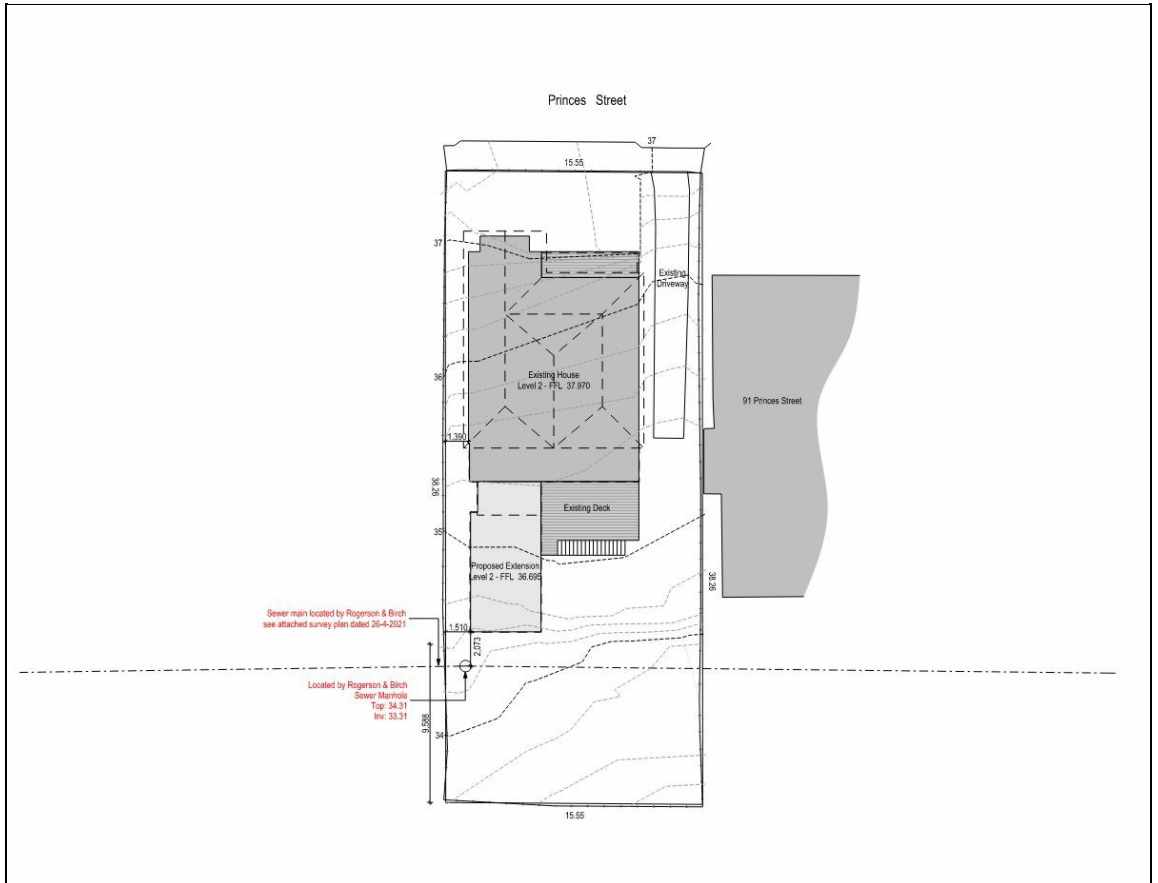 Princes Street
37
15.55
37
Existing
Driveway
36
Existing House
Level 2 - FFL 37.970
91 Princes Street
1.390
36.26
Existing Deck
35
Proposed Extension
Level 2 - FFL 36.695
38.26
Sewer main located by Rogerson & Birch
see attached survey plan dated 26-4-2021
1.510
2.073
Located by Rogerson & Birch
Sewer Manhole
Top: 34.31
Inv: 33.31
9.588
34
15.55